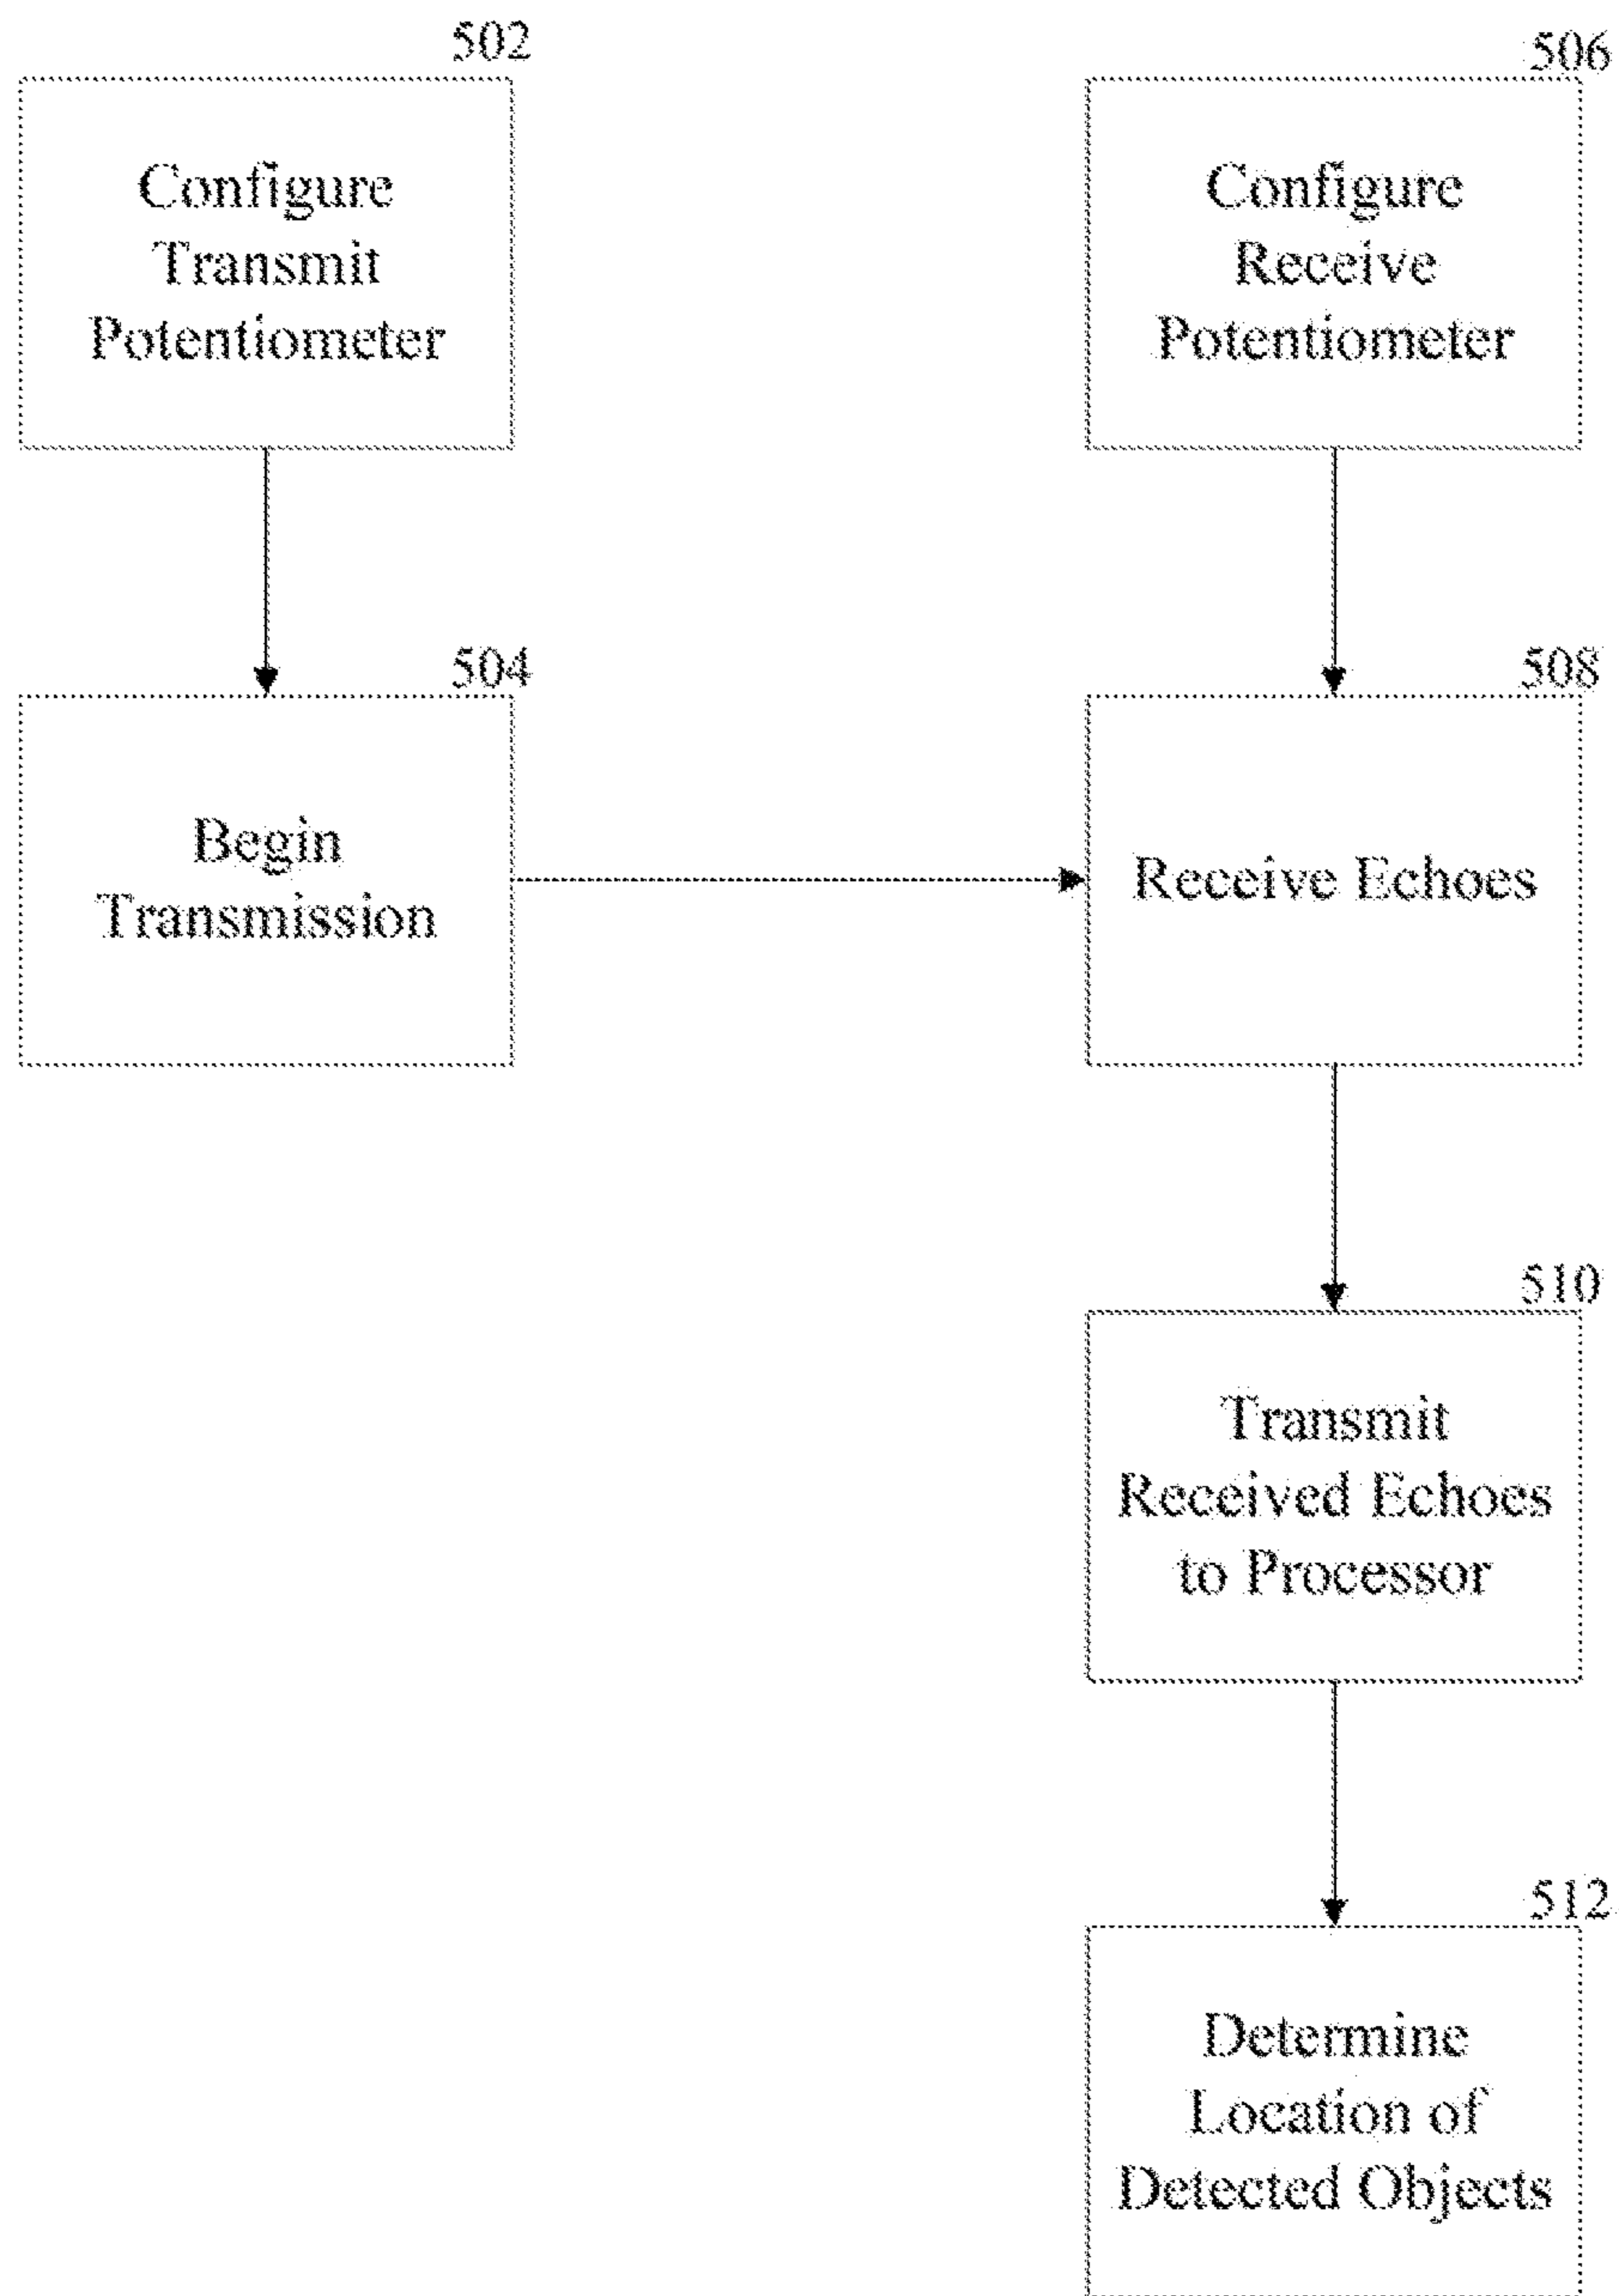 502
Configure
Transmit
Potentiometer
506
Configure
Receive
Potentiometer
504
Begin
Transmission
508
Receive Echoes
510
Transmit
Received Echoes
to Processor
512
Determine
Location of
Detected Objects